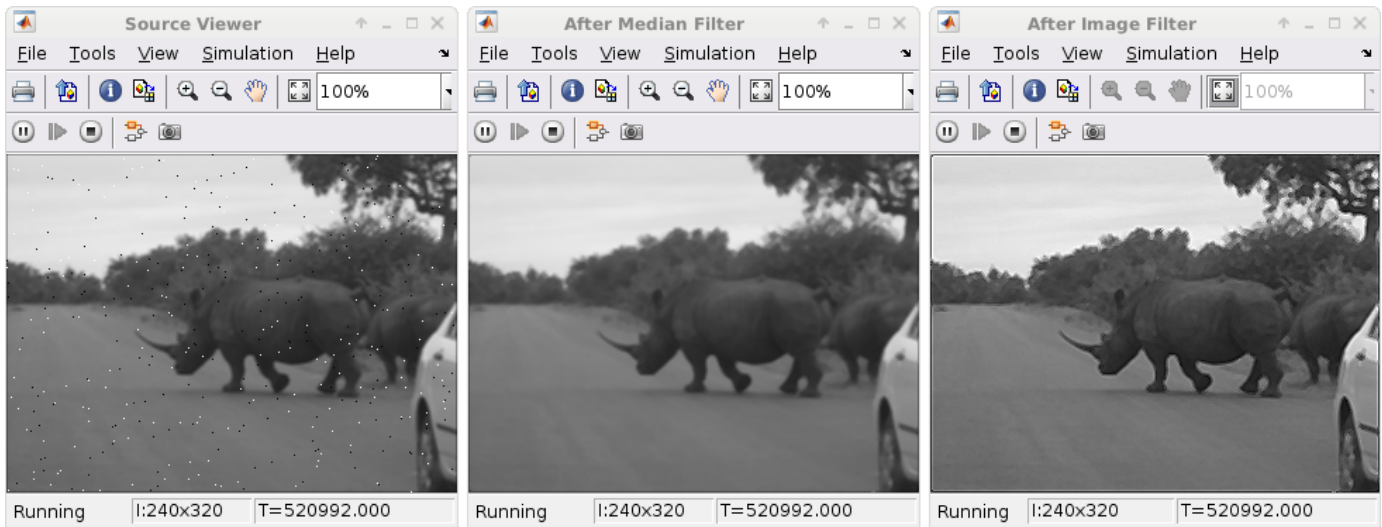 Source Viewer
File Tools View Simulation Help
100%
Running I:240x320 T=520992.000
After Median Filter
File Tools View Simulation Help
100%
Running I:240x320 T=520992.000
After Image Filter
File Tools View Simulation Help
100%
Running I:240x320 T=520992.000